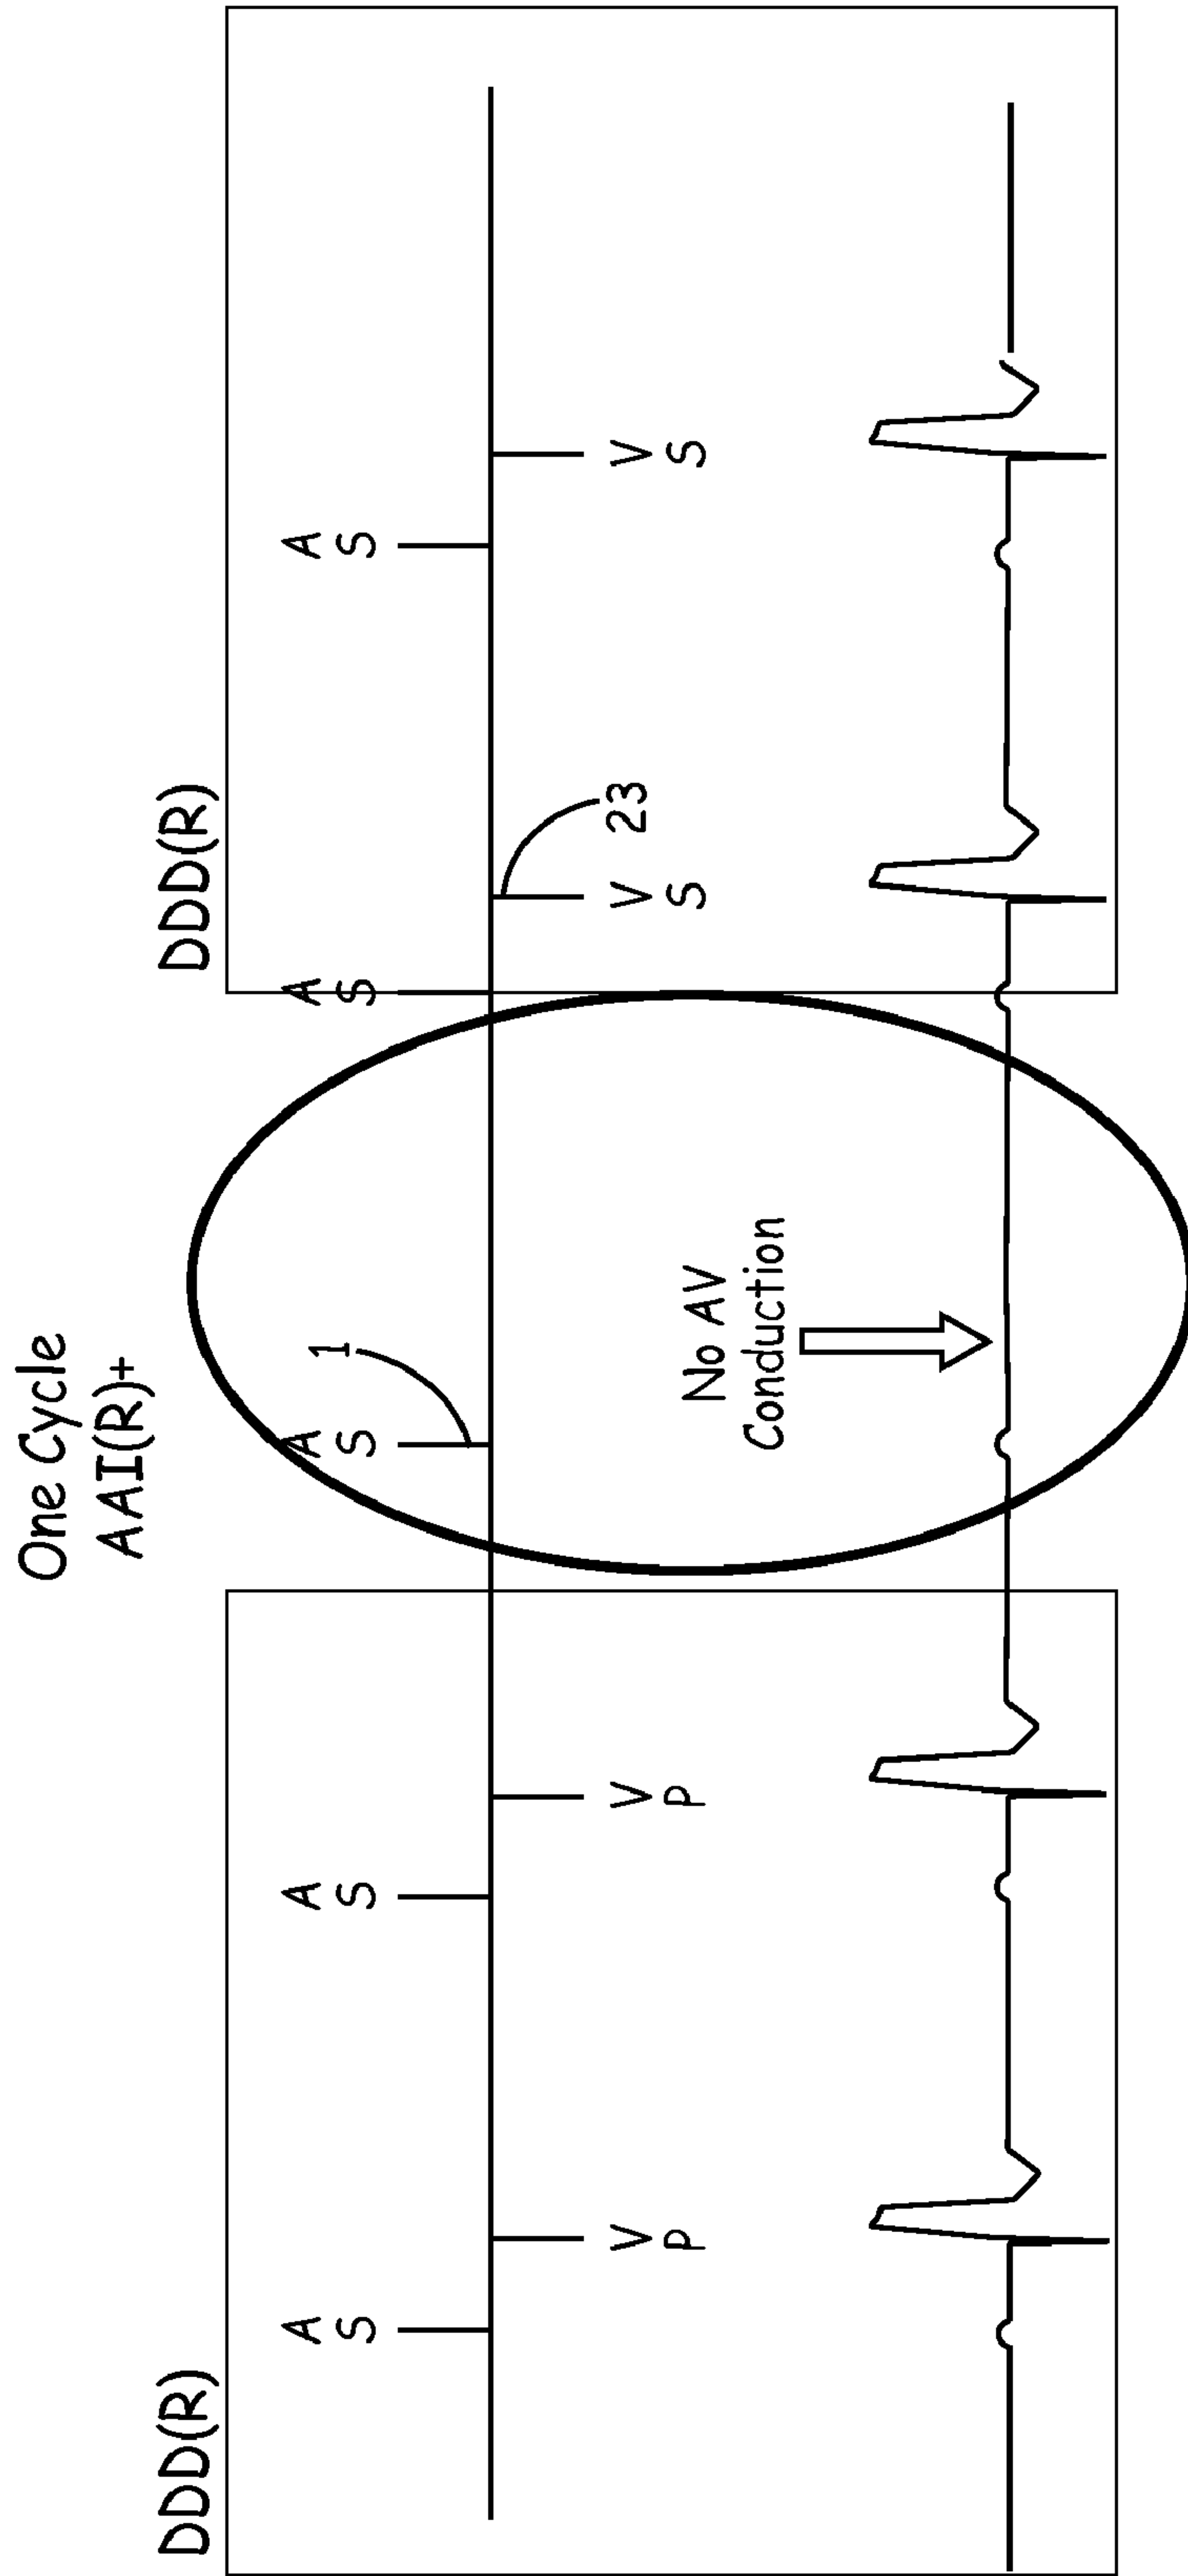 One Cycle
AAI(R)+
DDD(R)
DDD(R)
A
S
A
S
A
S
1
A
S
A
S
V
P
V
P
V
S
23
V
S
No AV
Conduction